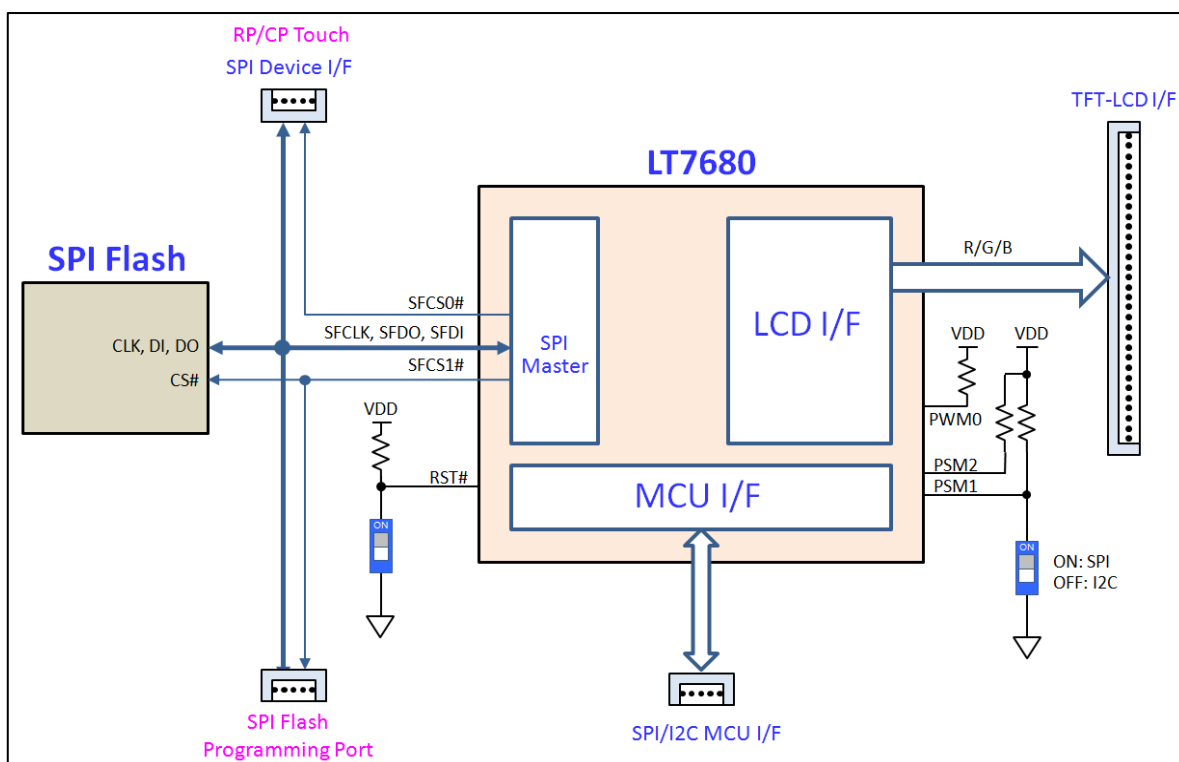 RP/CP Touch
SPI Device I/F
TFT-LCD I/F
LT7680
SPI Flash
CLK, DI, DO
CS#
SFCS0#
SFCLK, SFDO, SFDI
SFCS1#
SPI
Master
LCD I/F
R/G/B
VDD
VDD
PWM0
VDD
RST#
ON
MCU I/F
PSM2
PSM1
ON
ON: SPI
OFF: I2C
SPI Flash
Programming Port
SPI/I2C MCU I/F